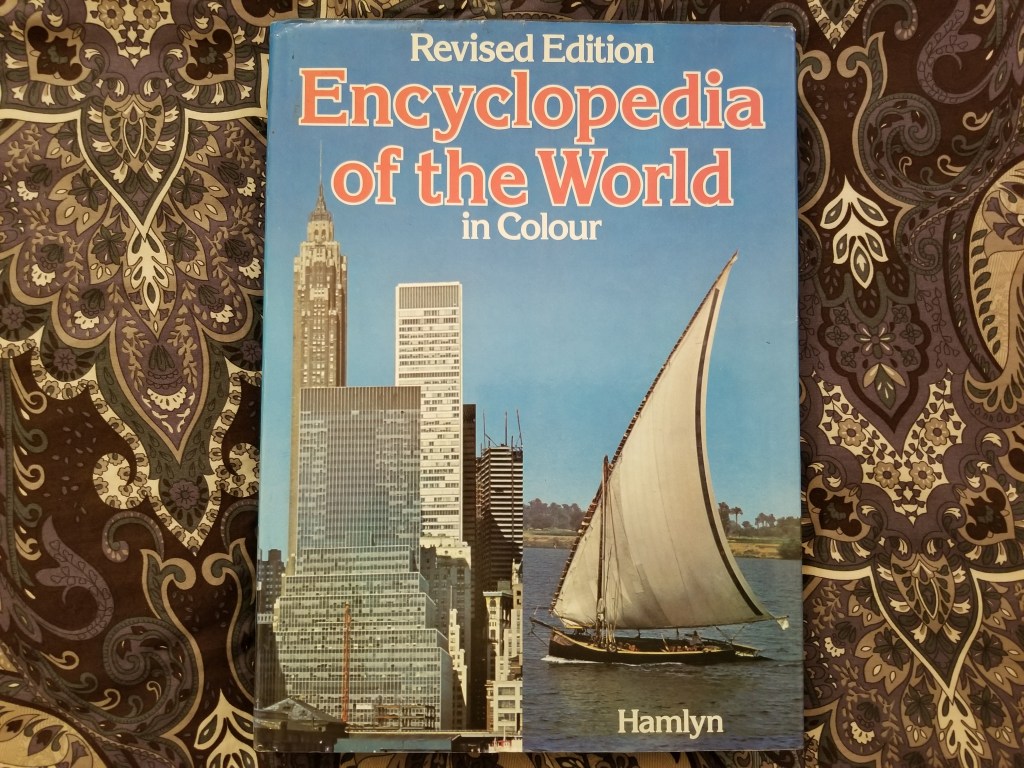 Revised Edition
Encyclopedia
of the World
in Colour
Hamlyn